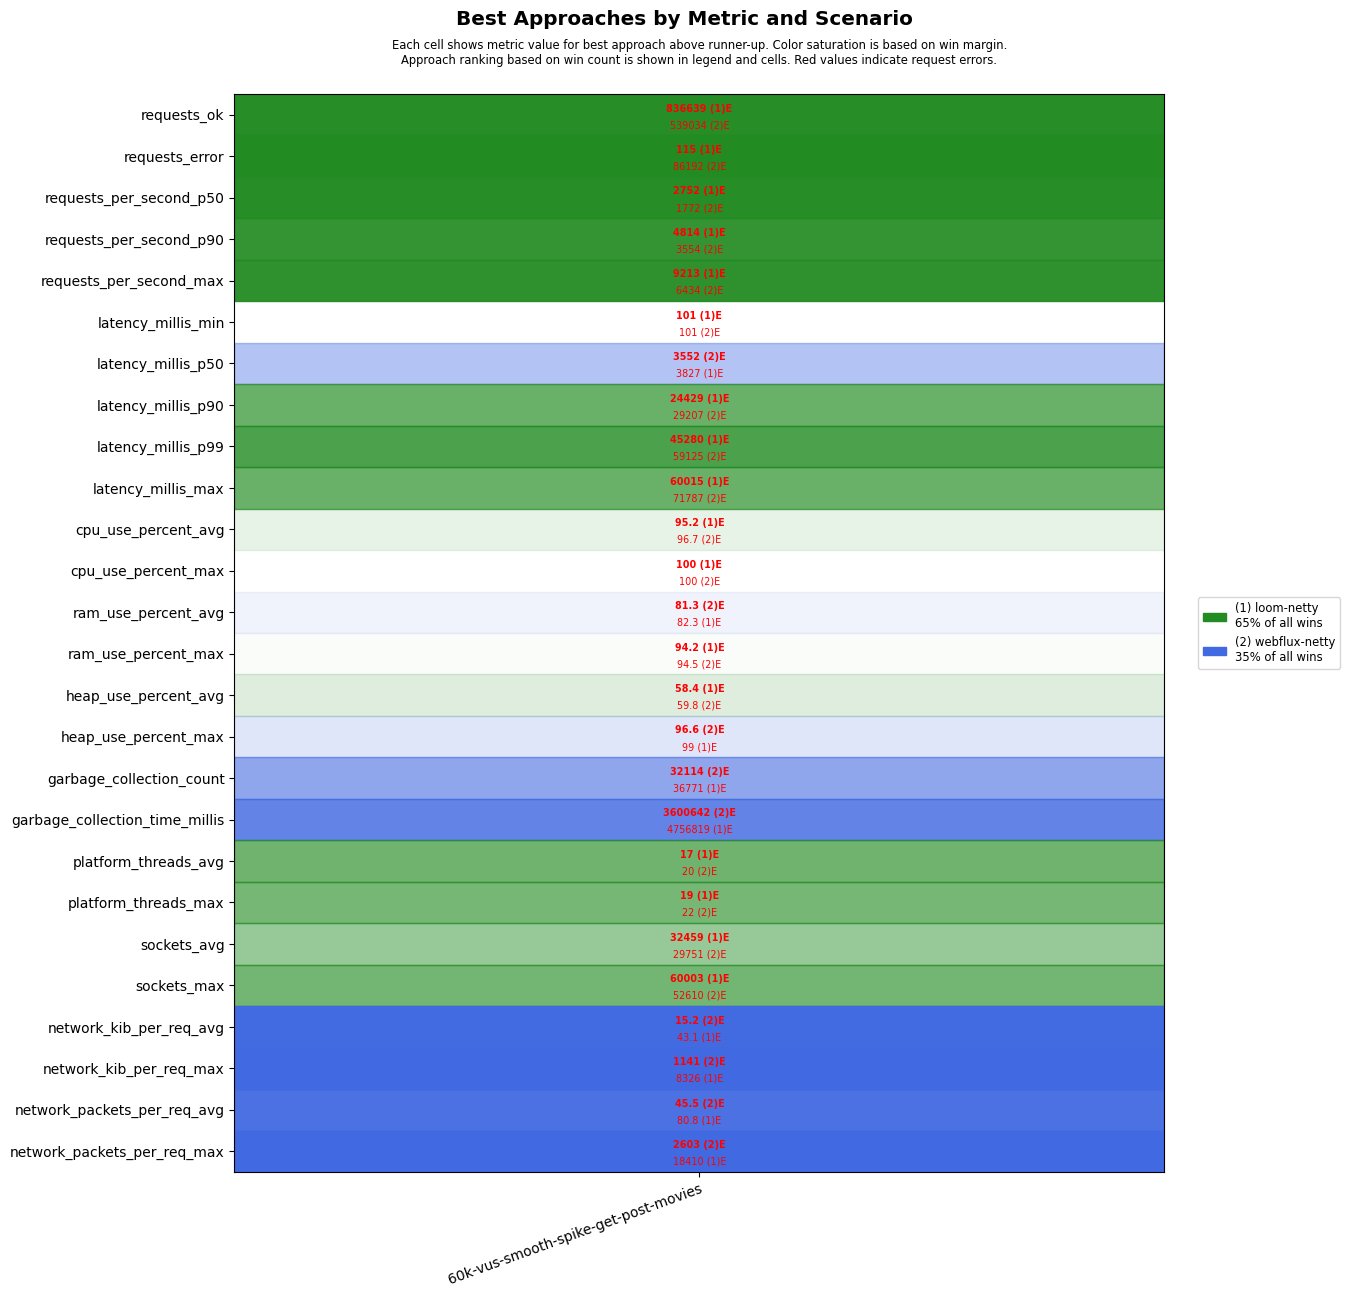 Best Approaches by Metric and Scenario
Each cell shows metric value for best approach above runner-up. Color saturation is based on win margin.
Approach ranking based on win count is shown in legend and cells. Red values indicate request errors.
requests_ok
836639 (1)E
539034 (2)E
requests_error
115 (1)E
86192 (2)E
requests_per_second_p50
2752 (1)E
1772 (2)E
requests_per_second_p90
4814 (1)E
3554 (2)E
requests_per_second_max
9213 (1)E
6434 (2)E
latency_millis_min
101 (1)E
101 (2)E
latency_millis_p50
3552 (2)E
3827 (1)E
latency_millis_p90
24429 (1)E
29207 (2)E
latency_millis_p99
45280 (1)E
59125 (2)E
latency_millis_max
60015 (1)E
71787 (2)E
cpu_use_percent_avg
95.2 (1)E
96.7 (2)E
cpu_use_percent_max
100 (1)E
100 (2)E
ram_use_percent_avg
81.3 (2)E
82.3 (1)E
ram_use_percent_max
94.2 (1)E
94.5 (2)E
heap_use_percent_avg
58.4 (1)E
59.8 (2)E
heap_use_percent_max
96.6 (2)E
99 (1)E
garbage_collection_count
32114 (2)E
36771 (1)E
garbage_collection_time_millis
3600642 (2)E
4756819 (1)E
platform_threads_avg
17 (1)E
20 (2)E
platform_threads_max
19 (1)E
22 (2)E
sockets_avg
32459 (1)E
29751 (2)E
sockets_max
60003 (1)E
52610 (2)E
network_kib_per_req_avg
15.2 (2)E
43.1 (1)E
network_kib_per_req_max
1141 (2)E
8326 (1)E
network_packets_per_req_avg
45.5 (2)E
80.8 (1)E
network_packets_per_req_max
2603 (2)E
18410 (1)E
60k-vus-smooth-spike-get-post-movies
(1) loom-netty
65% of all wins
(2) webflux-netty
35% of all wins